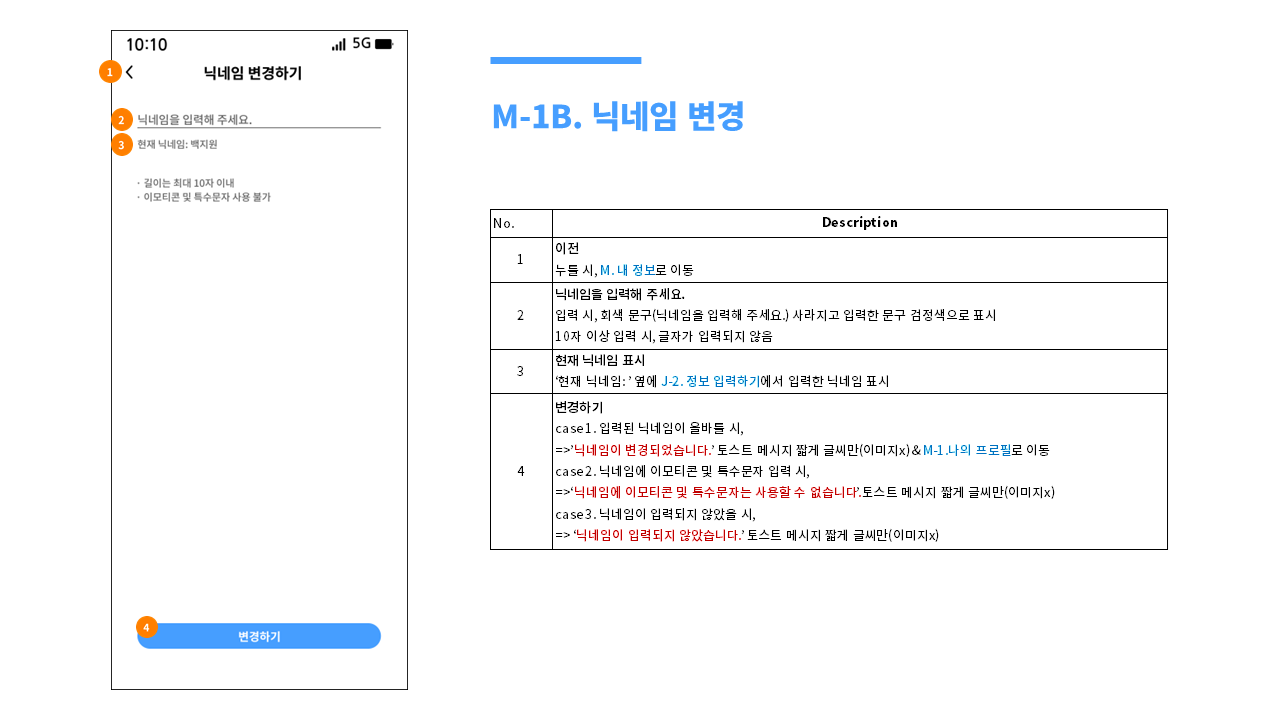 10:10 5G
1 닉네임 변경하기
2 닉네임을 입력해 주세요.
3 현재 닉네임: 백지원
· 길이는 최대 10자 이내
· 이모티콘 및 특수문자 사용 불가
4
변경하기
M-1B. 닉네임 변경
No. Description
1
이전
누를 시, M. 내 정보로 이동
2
닉네임을 입력해 주세요.
입력 시, 회색 문구(닉네임을 입력해 주세요.) 사라지고 입력한 문구 검정색으로 표시
10자 이상 입력 시, 글자가 입력되지 않음
3
현재 닉네임 표시
‘현재 닉네임: ’ 옆에 J-2. 정보 입력하기에서 입력한 닉네임 표시
4
변경하기
case1. 입력된 닉네임이 올바를 시,
=>’닉네임이 변경되었습니다.’ 토스트 메시지 짧게 글씨만(이미지x)&M-1.나의 프로필로 이동
case2. 닉네임에 이모티콘 및 특수문자 입력 시,
=>‘닉네임에 이모티콘 및 특수문자는 사용할 수 없습니다’.토스트 메시지 짧게 글씨만(이미지x)
case3. 닉네임이 입력되지 않았을 시,
=> ‘닉네임이 입력되지 않았습니다.’ 토스트 메시지 짧게 글씨만(이미지x)